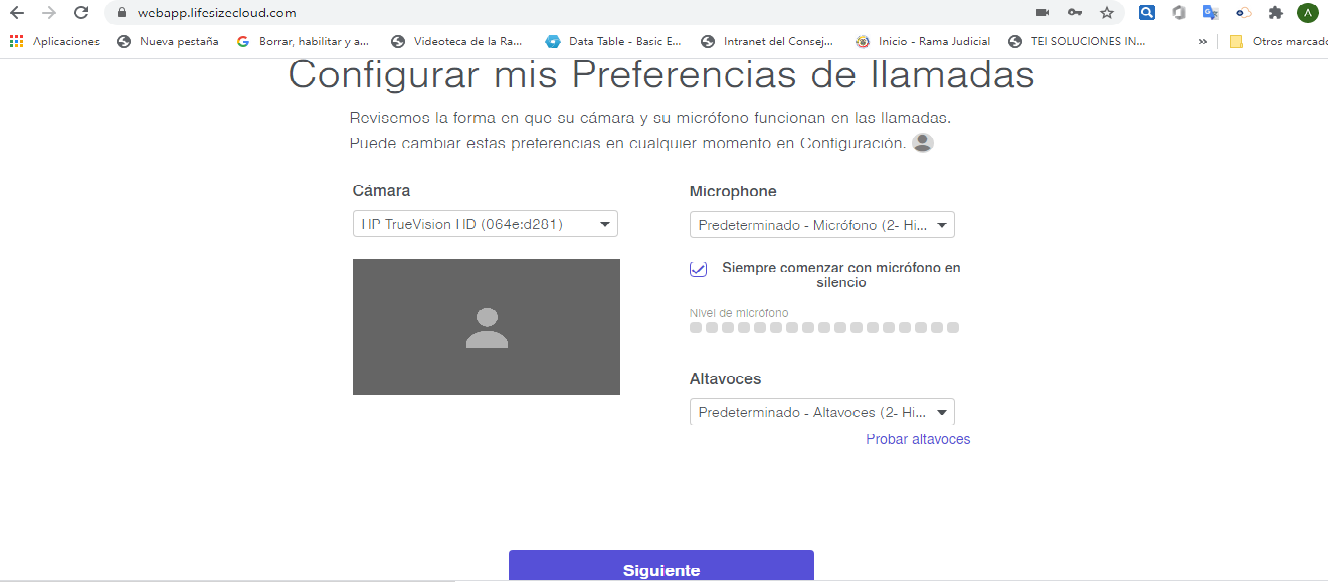 webapp.lifesizecloud.com
Aplicaciones
Nueva pestaña
Borrar, habilitar y a...
Videoteca de la Ra...
Data Table - Basic E...
Intranet del Consej...
Inicio - Rama Judicial
TEI SOLUCIONES IN...
»
Otros marcado
Configurar mis Preferencias de llamadas
Revisemos la forma en que su cámara y su micrófono funcionan en las llamadas.
Puede cambiar estas preferencias en cualquier momento en Configuración.
Cámara
HP TrueVision HD (064e:d281)
Microphone
Predeterminado - Micrófono (2- Hi...
Siempre comenzar con micrófono en
silencio
Nivel de micrófono
Altavoces
Predeterminado - Altavoces (2- Hi...
Probar altavoces
Siguiente